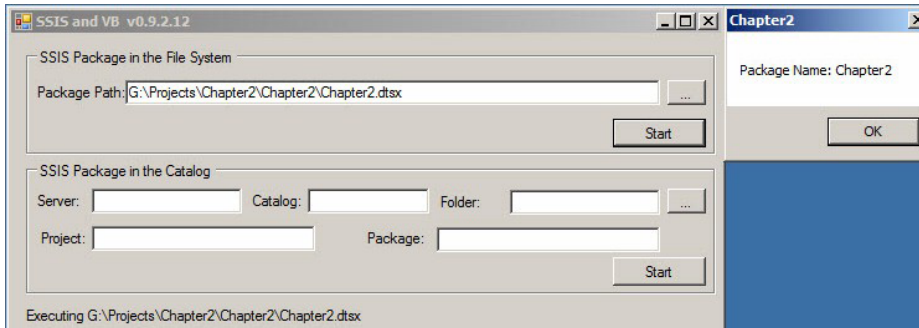 SSIS and VB v0.9.2.12
SSIS Package in the File System
Package Path: G:\Projects\Chapter2\Chapter2\Chapter2.dtsx
...
Start
SSIS Package in the Catalog
Server: Catalog: Folder: ...
Project: Package:
Start
Executing G:\Projects\Chapter2\Chapter2\Chapter2.dtsx
Chapter2
Package Name: Chapter2
OK